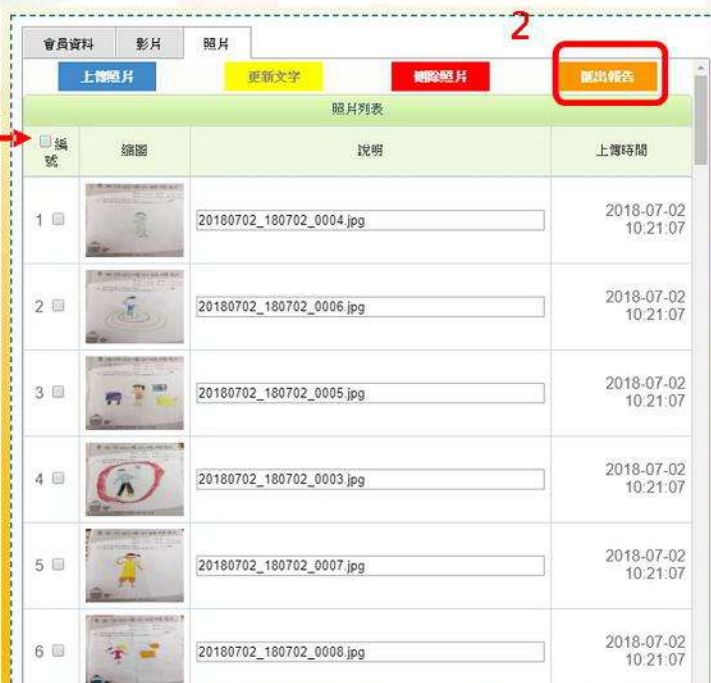 2
會員資料 影片 照片
上傳照片 更新文字 刪除照片 匯出報告
照片列表
編號 縮圖 說明 上傳時間
1 20180702_180702_0004.jpg 2018-07-02 10:21:07
2 20180702_180702_0006.jpg 2018-07-02 10:21:07
3 20180702_180702_0005.jpg 2018-07-02 10:21:07
4 20180702_180702_0003.jpg 2018-07-02 10:21:07
5 20180702_180702_0007.jpg 2018-07-02 10:21:07
6 20180702_180702_0008.jpg 2018-07-02 10:21:07